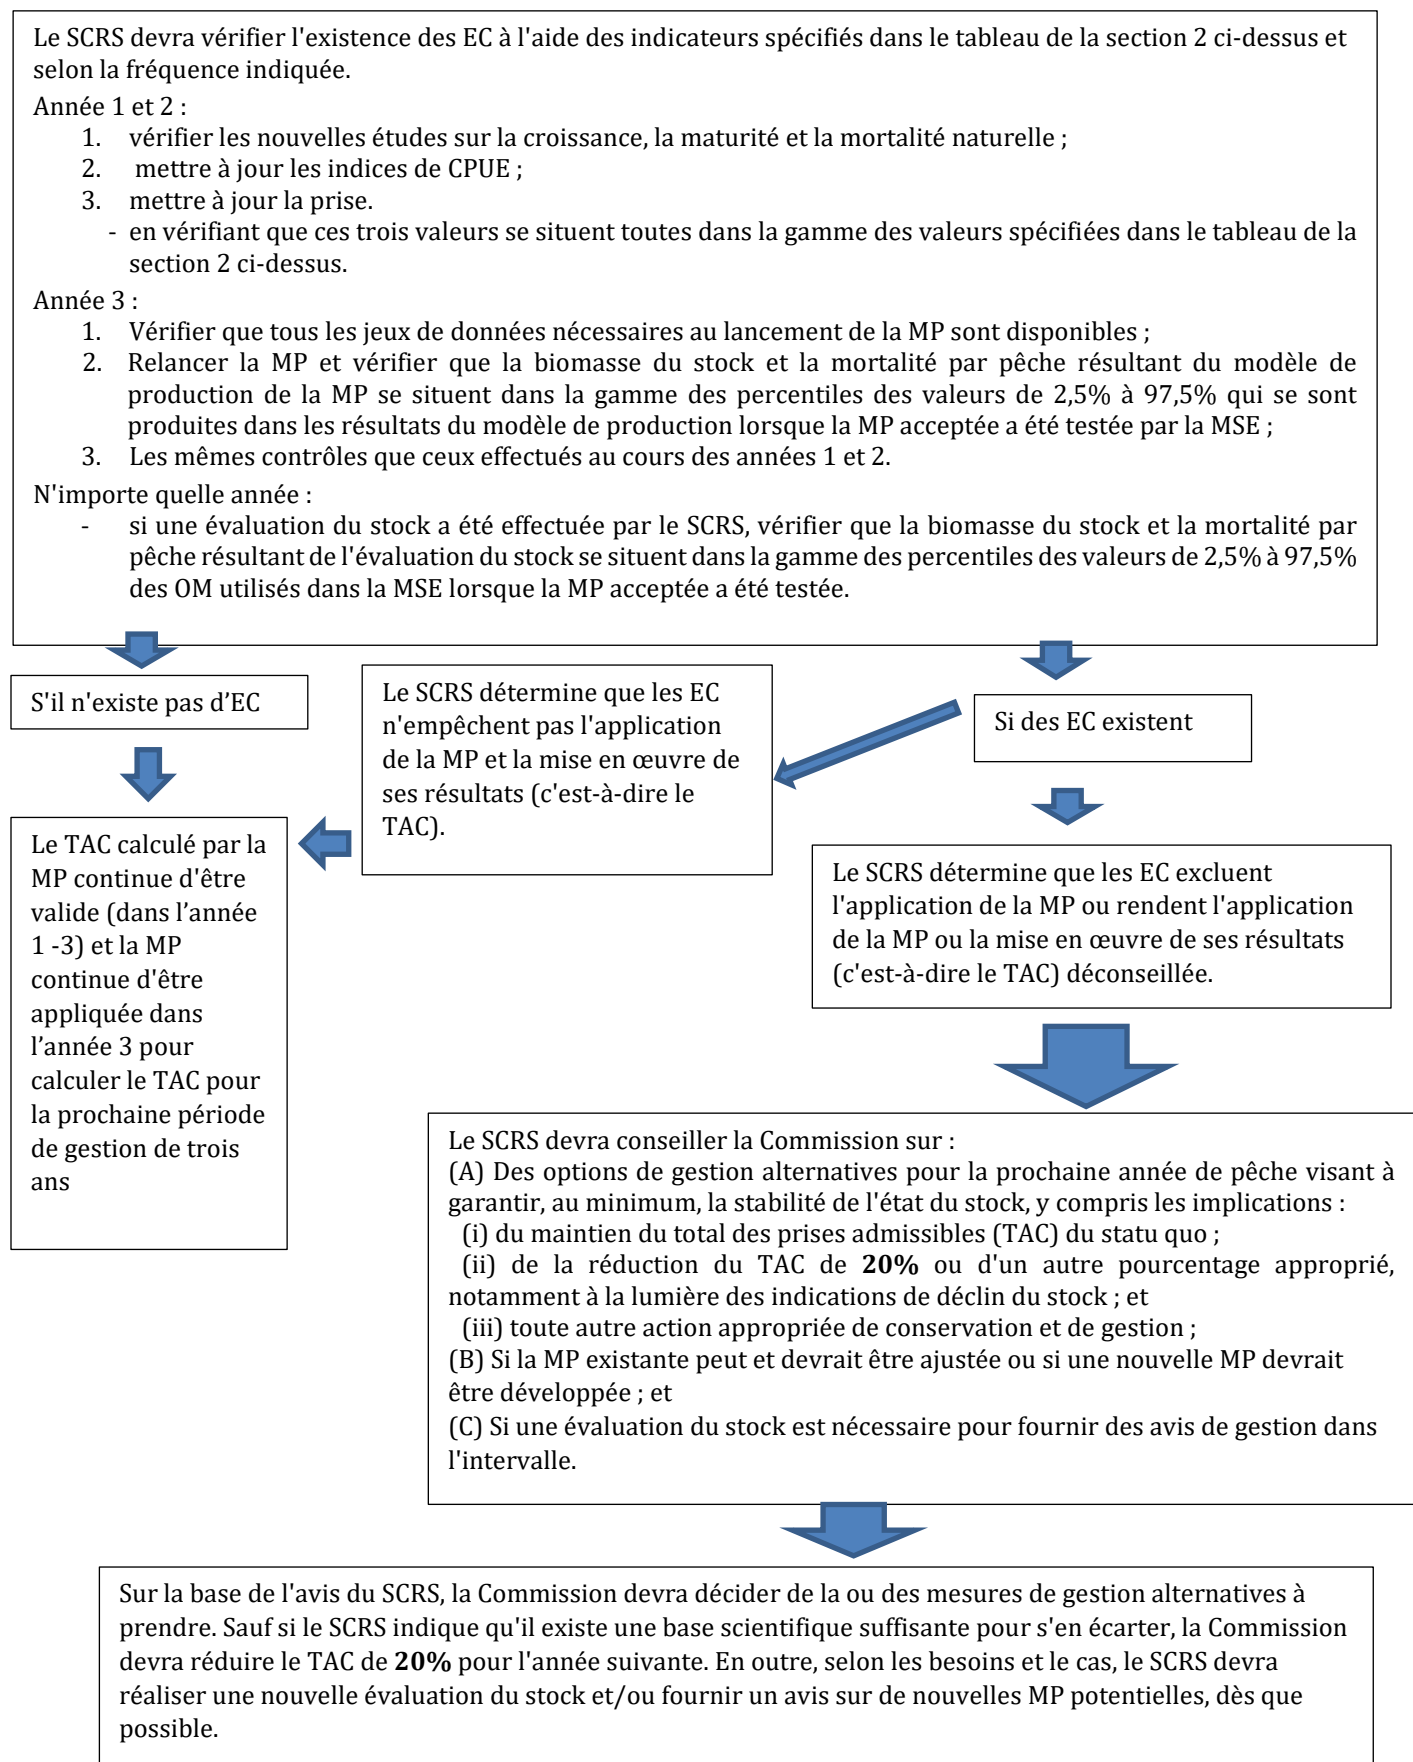 Le SCRS devra vérifier l'existence des EC à l'aide des indicateurs spécifiés dans le tableau de la section 2 ci-dessus et
selon la fréquence indiquée.
Année 1 et 2 :
1. vérifier les nouvelles études sur la croissance, la maturité et la mortalité naturelle ;
2. mettre à jour les indices de CPUE ;
3. mettre à jour la prise.
- en vérifiant que ces trois valeurs se situent toutes dans la gamme des valeurs spécifiées dans le tableau de la
section 2 ci-dessus.
Année 3 :
1. Vérifier que tous les jeux de données nécessaires au lancement de la MP sont disponibles ;
2. Relancer la MP et vérifier que la biomasse du stock et la mortalité par pêche résultant du modèle de
production de la MP se situent dans la gamme des percentiles des valeurs de 2,5% à 97,5% qui se sont
produites dans les résultats du modèle de production lorsque la MP acceptée a été testée par la MSE ;
3. Les mêmes contrôles que ceux effectués au cours des années 1 et 2.
N'importe quelle année :
- si une évaluation du stock a été effectuée par le SCRS, vérifier que la biomasse du stock et la mortalité par
pêche résultant de l'évaluation du stock se situent dans la gamme des percentiles des valeurs de 2,5% à 97,5%
des OM utilisés dans la MSE lorsque la MP acceptée a été testée.
S'il n'existe pas d’EC
Le SCRS détermine que les EC
n'empêchent pas l'application
de la MP et la mise en œuvre de
ses résultats (c'est-à-dire le
TAC).
Si des EC existent
Le TAC calculé par la
MP continue d'être
valide (dans l’année
1 -3) et la MP
continue d'être
appliquée dans
l’année 3 pour
calculer le TAC pour
la prochaine période
de gestion de trois
ans
Le SCRS détermine que les EC excluent
l'application de la MP ou rendent l'application
de la MP ou la mise en œuvre de ses résultats
(c'est-à-dire le TAC) déconseillée.
Le SCRS devra conseiller la Commission sur :
(A) Des options de gestion alternatives pour la prochaine année de pêche visant à
garantir, au minimum, la stabilité de l'état du stock, y compris les implications :
(i) du maintien du total des prises admissibles (TAC) du statu quo ;
(ii) de la réduction du TAC de 20% ou d'un autre pourcentage approprié,
notamment à la lumière des indications de déclin du stock ; et
(iii) toute autre action appropriée de conservation et de gestion ;
(B) Si la MP existante peut et devrait être ajustée ou si une nouvelle MP devrait
être développée ; et
(C) Si une évaluation du stock est nécessaire pour fournir des avis de gestion dans
l'intervalle.
Sur la base de l'avis du SCRS, la Commission devra décider de la ou des mesures de gestion alternatives à
prendre. Sauf si le SCRS indique qu'il existe une base scientifique suffisante pour s'en écarter, la Commission
devra réduire le TAC de 20% pour l'année suivante. En outre, selon les besoins et le cas, le SCRS devra
réaliser une nouvelle évaluation du stock et/ou fournir un avis sur de nouvelles MP potentielles, dès que
possible.